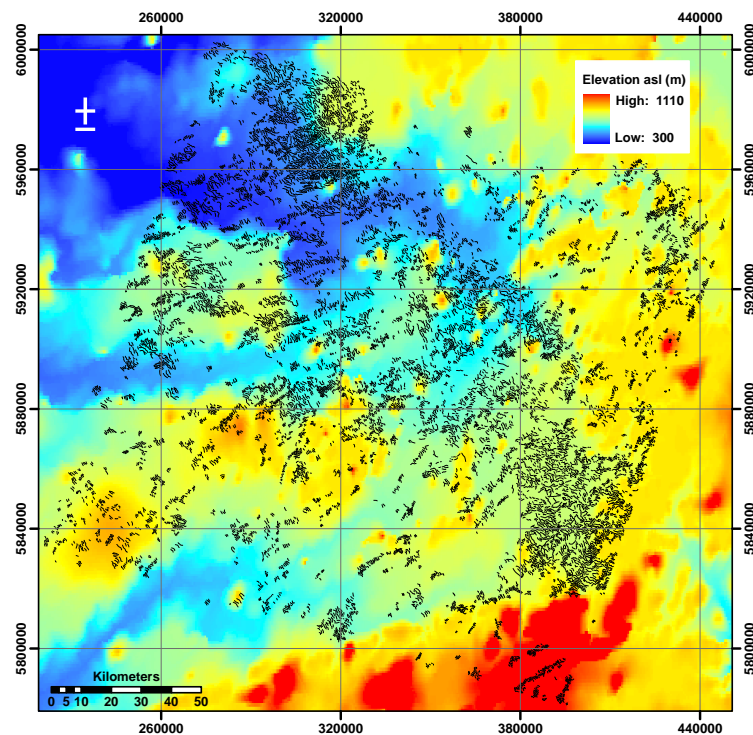 260000 320000 380000 440000
6000000 6000000
Elevation asl (m)
High: 1110
Low: 300
5960000 5960000
5920000 5920000
5880000 5880000
5840000 5840000
5800000 5800000
Kilometers
0 5 10 20 30 40 50
260000 320000 380000 440000